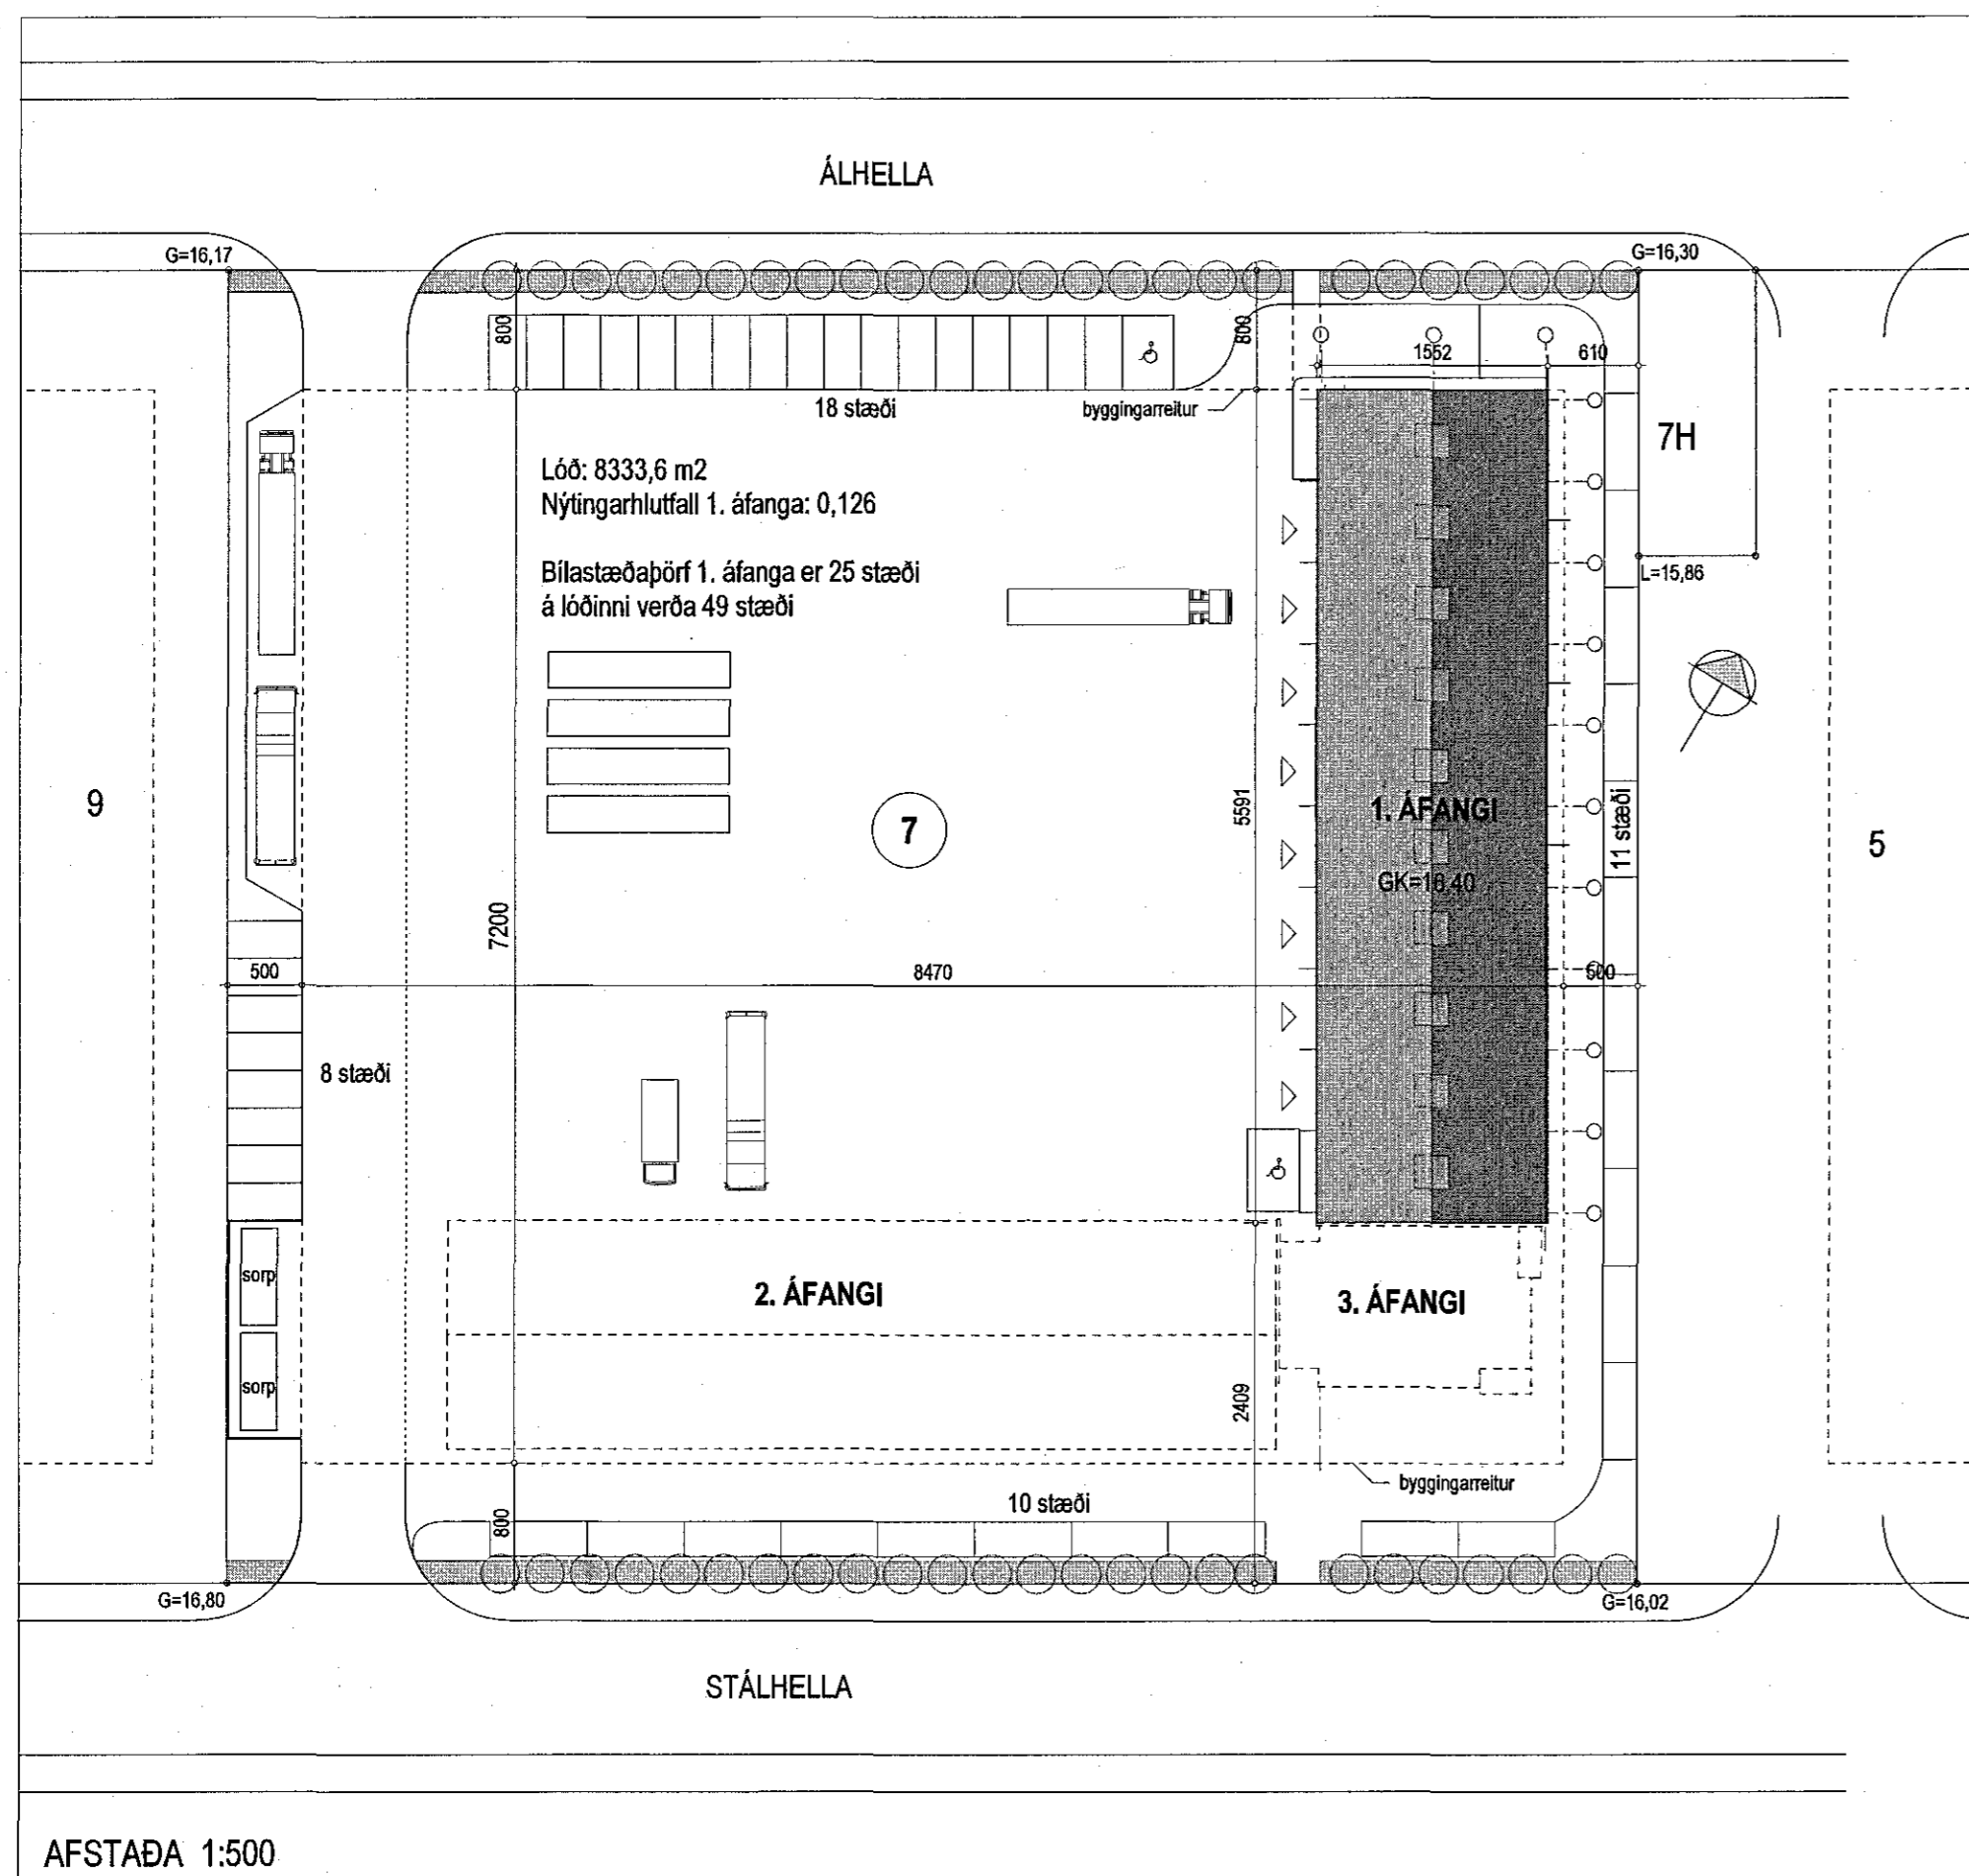 ÁLHELLA
G=16,17
G=16,30
800
800
1552
610
18 stæði
byggingarreitur
7H
Lóð: 8333,6 m2
Nýtingarhlutfall 1. áfanga: 0,126
Bílastæðaþörf 1. áfanga er 25 stæði
á lóðinni verða 49 stæði
L=15,86
9
7
5591
1. ÁFANGI
11 stæði
5
GK=16,40
7200
500
8470
500
8 stæði
sorp
2. ÁFANGI
3. ÁFANGI
sorp
2409
byggingarreitur
10 stæði
800
G=16,80
G=16,02
STÁLHELLA
AFSTAÐA 1:500